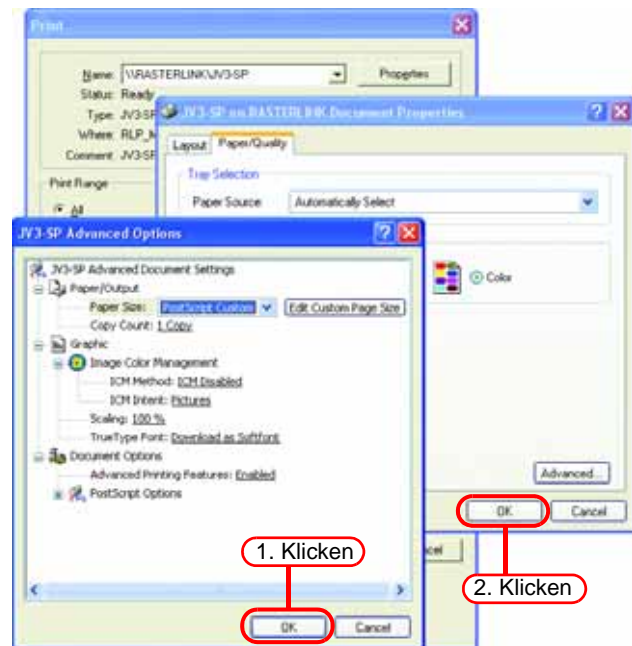 Print
Name: \\RASTERLINK\JV3-SP
Properties
Status: Ready
Type: JV3-SP
Where: RLP_M
Comment: JV3-SP
Print Range
All
JV3-SP on RASTERLINK Document Properties
Layout Paper/Quality
Tray Selection
Paper Source Automatically Select
Color
Advanced...
OK Cancel
2. Klicken
JV3-SP Advanced Options
JV3-SP Advanced Document Settings
Paper/Output
Paper Size: PostScript Custom Edit Custom Page Size
Copy Count: 1 Copy
Graphic
Image Color Management
ICM Method: ICM Disabled
ICM Intent: Pictures
Scaling: 100 %
TrueType Font: Download as Softfont
Document Options
Advanced Printing Features: Enabled
PostScript Options
1. Klicken
OK Cancel